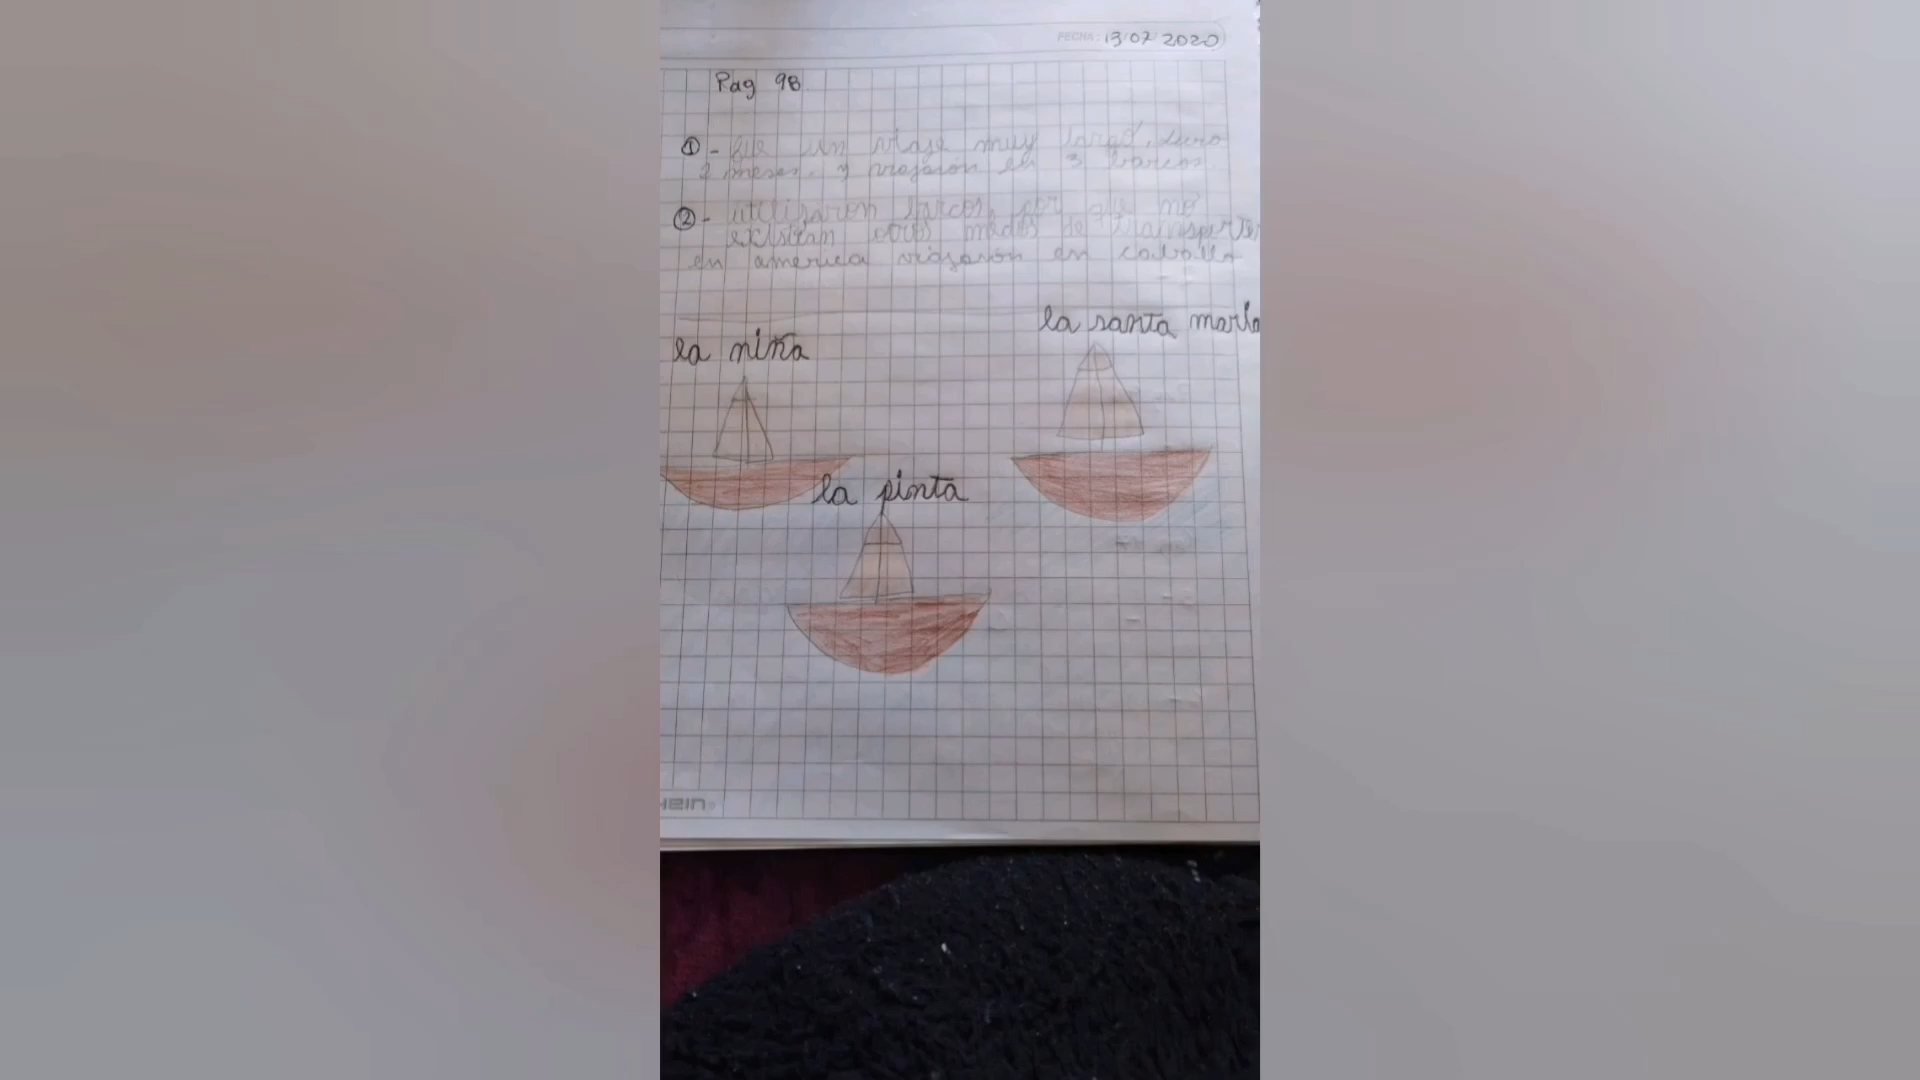 FECHA: 13 07 2020
Pag 98
① - fue un viaje muy largo, duro
2 meses. y viajaron en 3 barcos.
② - utilizaron barcos, por que no
existian otros medios de transporte
en america viajaron en caballo
la santa maria
la niña
la pinta
HEIN